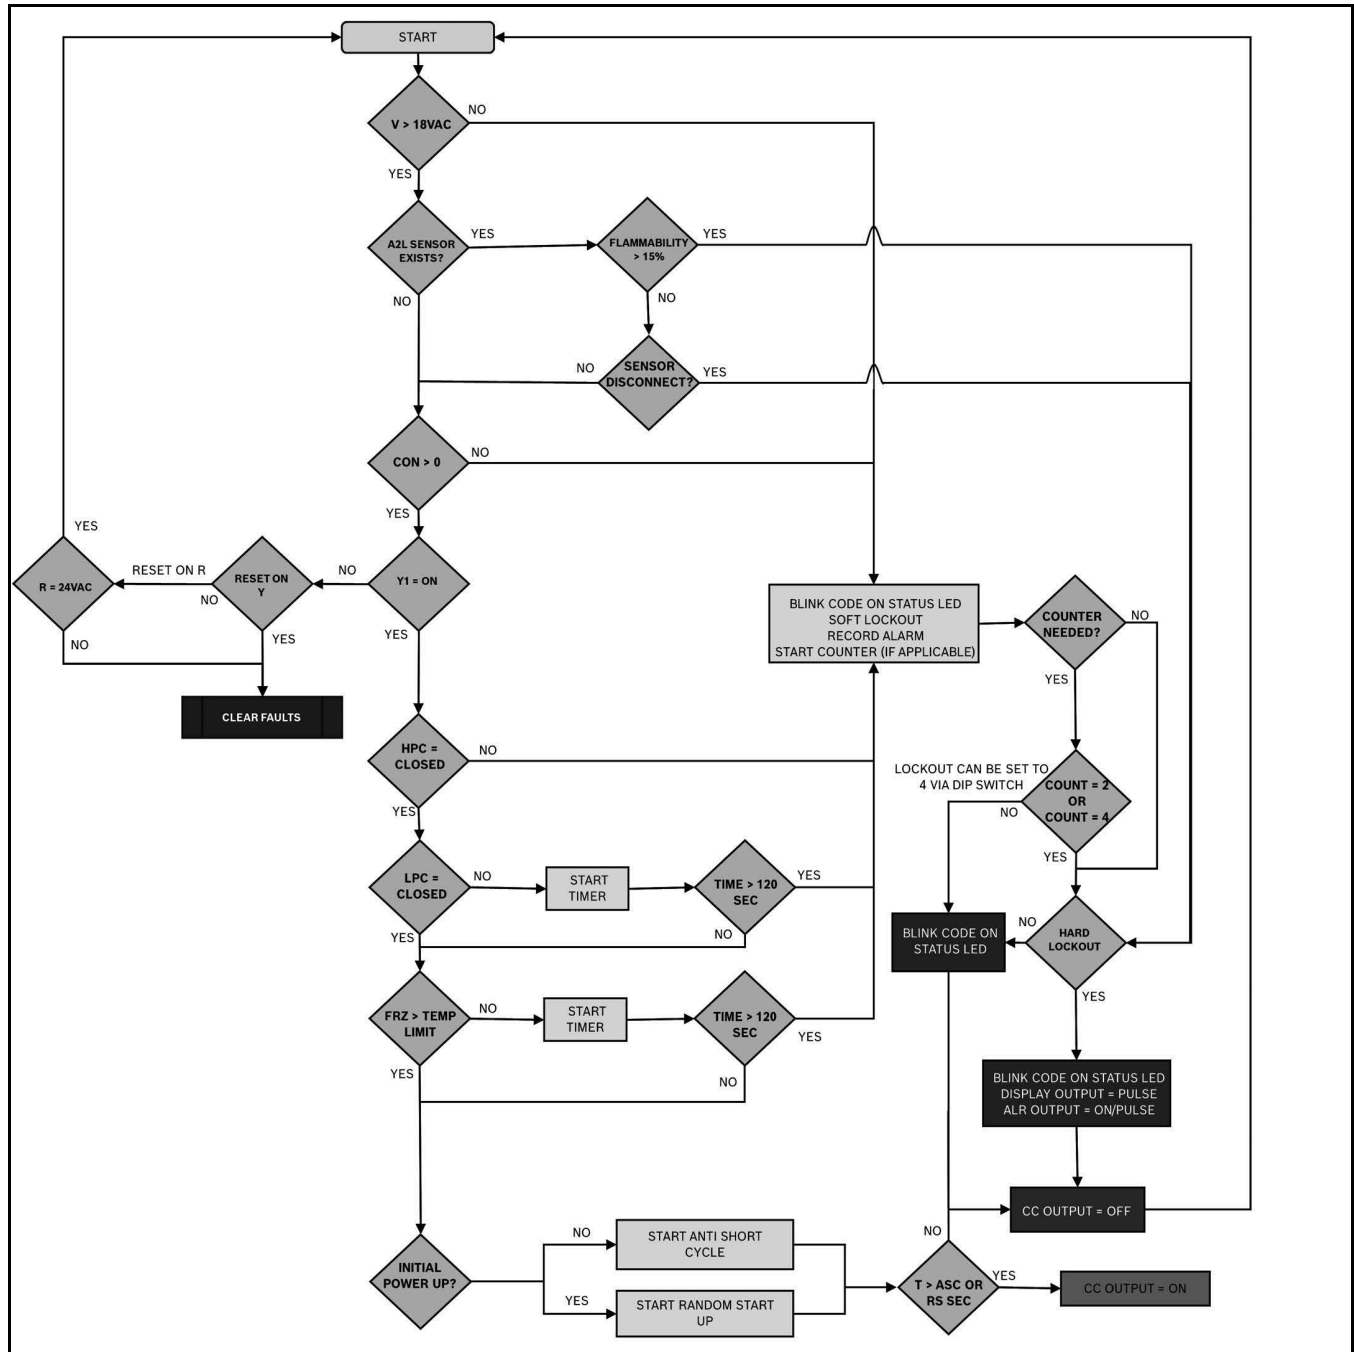 START
V > 18VAC
NO
YES
A2L SENSOR
EXISTS?
YES
NO
FLAMMABILITY
> 15%
YES
NO
SENSOR
DISCONNECT?
NO
YES
CON > 0
NO
YES
Y1 = ON
NO
YES
RESET ON
Y
RESET ON R
NO
YES
R = 24VAC
YES
NO
CLEAR FAULTS
BLINK CODE ON STATUS LED
SOFT LOCKOUT
RECORD ALARM
START COUNTER (IF APPLICABLE)
COUNTER
NEEDED?
NO
YES
HPC =
CLOSED
NO
YES
LOCKOUT CAN BE SET TO
4 VIA DIP SWITCH
COUNT = 2
OR
COUNT = 4
NO
YES
LPC =
CLOSED
NO
YES
START
TIMER
TIME > 120
SEC
YES
NO
BLINK CODE ON
STATUS LED
NO
HARD
LOCKOUT
YES
FRZ > TEMP
LIMIT
NO
YES
START
TIMER
TIME > 120
SEC
YES
NO
BLINK CODE ON STATUS LED
DISPLAY OUTPUT = PULSE
ALR OUTPUT = ON/PULSE
CC OUTPUT = OFF
INITIAL
POWER UP?
NO
YES
START ANTI SHORT
CYCLE
START RANDOM START
UP
NO
T > ASC OR
RS SEC
YES
CC OUTPUT = ON